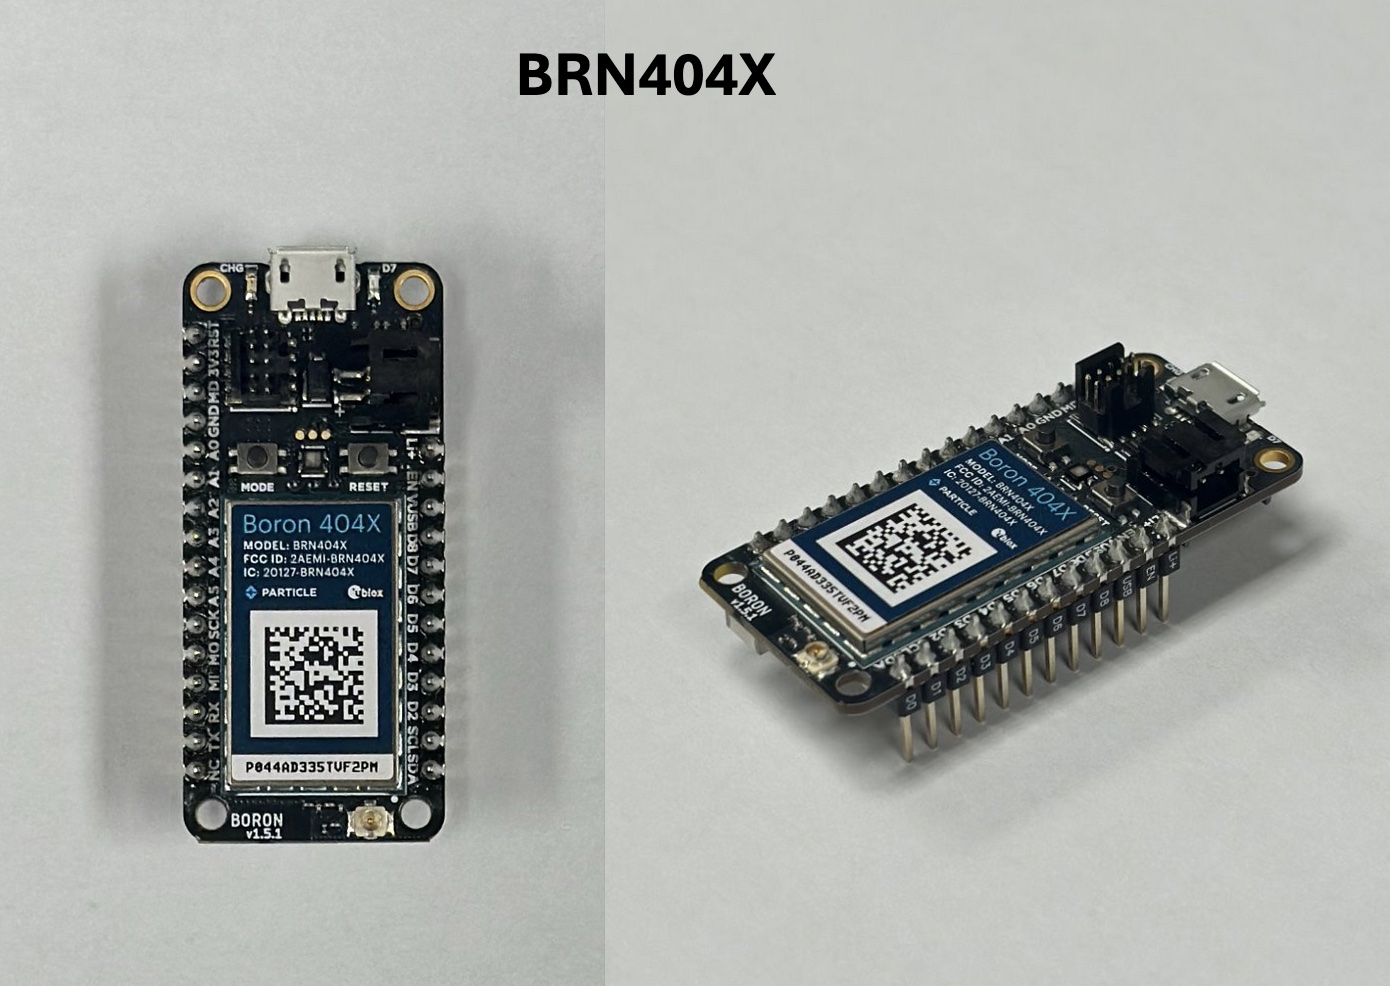 BRN404X
CHG
D7
RST
3V3
MD
GND
A0
A1
A2
A3
A4
A5
SCK
MO
MI
RX
TX
NC
Li+
EN
VUSB
D8
D7
D6
D5
D4
D3
D2
SCL
SDA
MODE
RESET
Boron 404X
MODEL: BRN404X
FCC ID: 2AEMI-BRN404X
IC: 20127-BRN404X
PARTICLE
ublox
P044AD335TVF2PM
BORON
v1.5.1
A0
GND
D7
Boron 404X
MODEL: BRN404X
FCC ID: 2AEMI-BRN404X
IC: 20127-BRN404X
PARTICLE
ublox
P044AD335TVF2PM
BORON
v1.5.1
D0
D1
D2
D3
D4
D5
D6
D7
D8
USB
EN
Li+